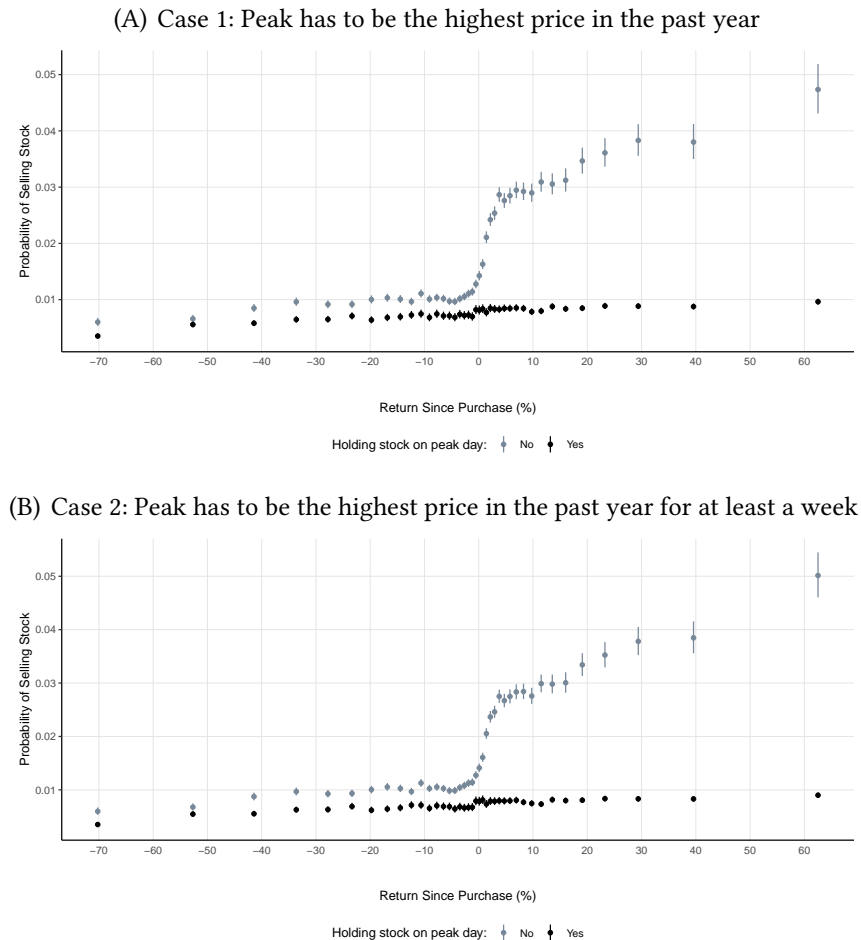 (A) Case 1: Peak has to be the highest price in the past year
0.05
0.04
0.03
0.02
0.01
Probability of Selling Stock
−70 −60 −50 −40 −30 −20 −10 0 10 20 30 40 50 60
Return Since Purchase (%)
Holding stock on peak day: No Yes
(B) Case 2: Peak has to be the highest price in the past year for at least a week
0.05
0.04
0.03
0.02
0.01
Probability of Selling Stock
−70 −60 −50 −40 −30 −20 −10 0 10 20 30 40 50 60
Return Since Purchase (%)
Holding stock on peak day: No Yes